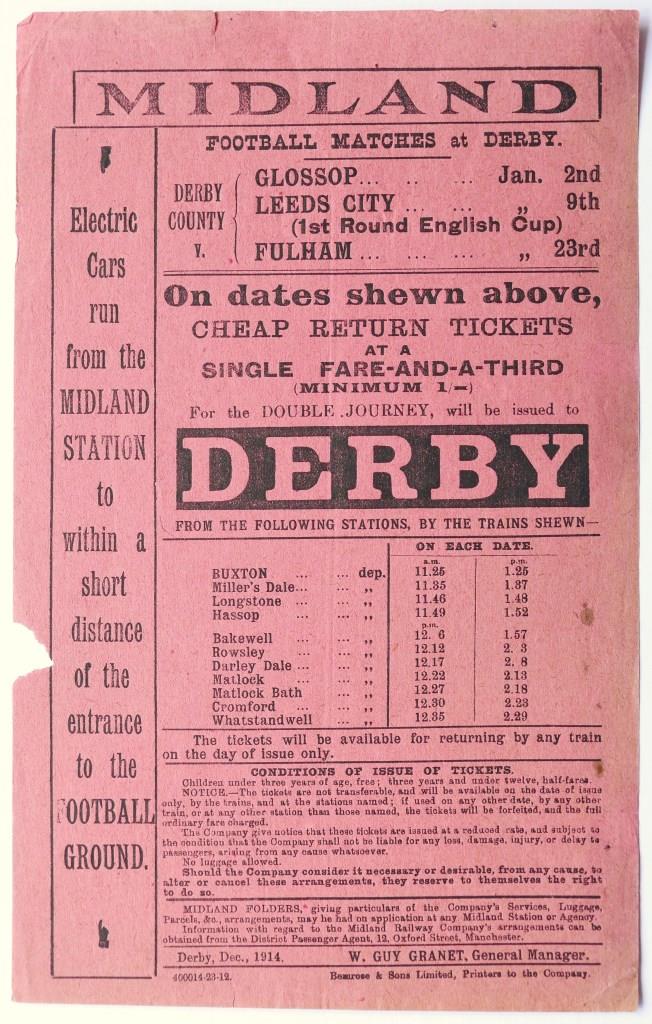 MIDLAND
Electric
Cars
run
from the
MIDLAND
STATION
to
within a
short
distance
of the
entrance
to the
FOOTBALL
GROUND.
FOOTBALL MATCHES at DERBY.
DERBY
COUNTY
V.
GLOSSOP... .. ... Jan. 2nd
LEEDS CITY ... ... „ 9th
(1st Round English Cup)
FULHAM ... ... ... „ 23rd
On dates shewn above,
CHEAP RETURN TICKETS
AT A
SINGLE FARE-AND-A-THIRD
(MINIMUM 1/-)
For the DOUBLE JOURNEY, will be issued to
DERBY
FROM THE FOLLOWING STATIONS, BY THE TRAINS SHEWN—
ON EACH DATE.
a.m. p.m.
BUXTON ... ... dep. 11.25 1.25
Miller's Dale... ... „ 11.35 1.37
Longstone ... ... „ 11.46 1.48
Hassop ... ... „ 11.49 1.52
p.m.
Bakewell ... „ 12. 6 1.57
Rowsley ... „ 12.12 2. 3
Darley Dale ... ... „ 12.17 2. 8
Matlock ... „ 12.22 2.13
Matlock Bath ... „ 12.27 2.18
Cromford ... ... „ 12.30 2.23
Whatstandwell ... „ 12.35 2.29
The tickets will be available for returning by any train
on the day of issue only.
CONDITIONS OF ISSUE OF TICKETS.
Children under three years of age, free; three years and under twelve, half-fares.
NOTICE.—The tickets are not transferable, and will be available on the date of issue
only, by the trains, and at the stations named; if used on any other date, by any other
train, or at any other station than those named, the tickets will be forfeited, and the full
ordinary fare charged.
The Company give notice that these tickets are issued at a reduced rate, and subject to
the condition that the Company shall not be liable for any loss, damage, injury, or delay to
passengers, arising from any cause whatsoever.
No luggage allowed.
Should the Company consider it necessary or desirable, from any cause, to
alter or cancel these arrangements, they reserve to themselves the right
to do so.
MIDLAND FOLDERS, giving particulars of the Company's Services, Luggage,
Parcels, &c., arrangements, may be had on application at any Midland Station or Agency.
Information with regard to the Midland Railway Company's arrangements can be
obtained from the District Passenger Agent, 12, Oxford Street, Manchester.
Derby, Dec., 1914. W. GUY GRANET, General Manager.
400014-23-12. Bemrose & Sons Limited, Printers to the Company.